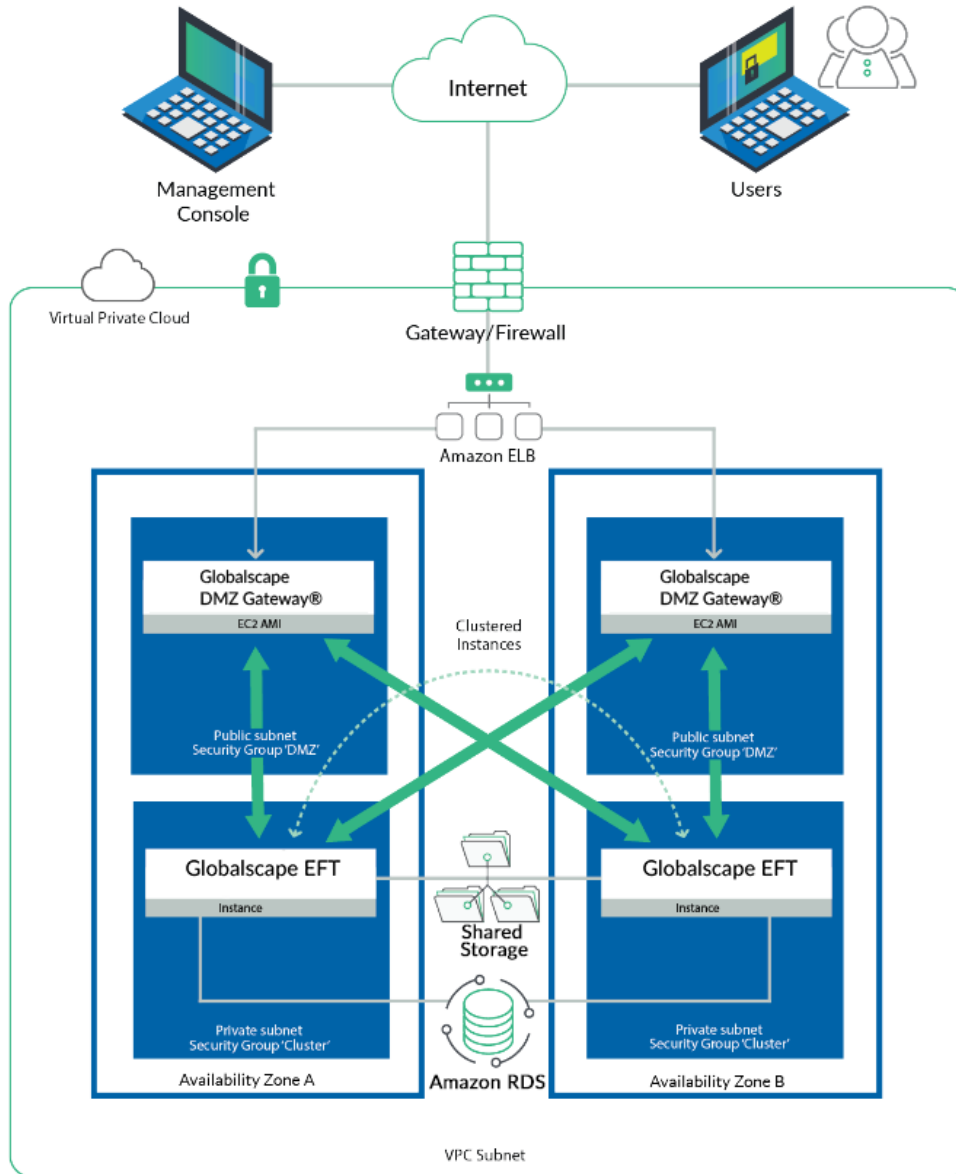 Internet
Management
Console
Users
Virtual Private Cloud
Gateway/Firewall
Amazon ELB
Globalscape
DMZ Gateway®
EC2 AMI
Globalscape
DMZ Gateway®
EC2 AMI
Clustered
Instances
Public subnet
Security Group 'DMZ'
Public subnet
Security Group 'DMZ'
Globalscape EFT
Instance
Globalscape EFT
Instance
Shared
Storage
Private subnet
Security Group 'Cluster'
Private subnet
Security Group 'Cluster'
Amazon RDS
Availability Zone A
Availability Zone B
VPC Subnet